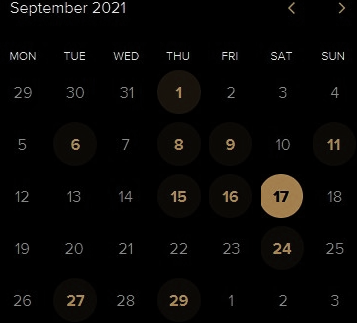 September 2021
MON TUE WED THU FRI SAT SUN
29 30 31 1 2 3 4
5 6 7 8 9 10 11
12 13 14 15 16 17 18
19 20 21 22 23 24 25
26 27 28 29 1 2 3